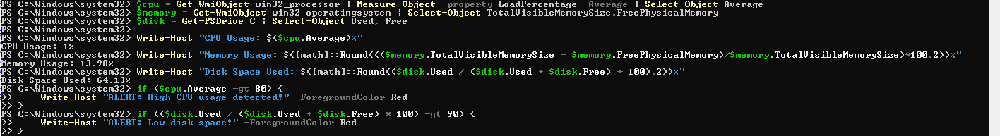 PS C:\Windows\system32> $cpu = Get-WmiObject win32_processor | Measure-Object -property LoadPercentage -Average | Select-Object Average
PS C:\Windows\system32> $memory = Get-WmiObject win32_operatingsystem | Select-Object TotalVisibleMemorySize,FreePhysicalMemory
PS C:\Windows\system32> $disk = Get-PSDrive C | Select-Object Used, Free
PS C:\Windows\system32>
PS C:\Windows\system32> Write-Host "CPU Usage: $($cpu.Average)%"
CPU Usage: 1%
PS C:\Windows\system32> Write-Host "Memory Usage: $([math]::Round((($memory.TotalVisibleMemorySize - $memory.FreePhysicalMemory)/$memory.TotalVisibleMemorySize)*100,2))%"
Memory Usage: 13.98%
PS C:\Windows\system32> Write-Host "Disk Space Used: $([math]::Round(($disk.Used / ($disk.Used + $disk.Free) * 100),2))%"
Disk Space Used: 64.13%
PS C:\Windows\system32> if ($cpu.Average -gt 80) {
>>     Write-Host "ALERT: High CPU usage detected!" -ForegroundColor Red
>> }
PS C:\Windows\system32> if (($disk.Used / ($disk.Used + $disk.Free) * 100) -gt 90) {
>>     Write-Host "ALERT: Low disk space!" -ForegroundColor Red
>> }